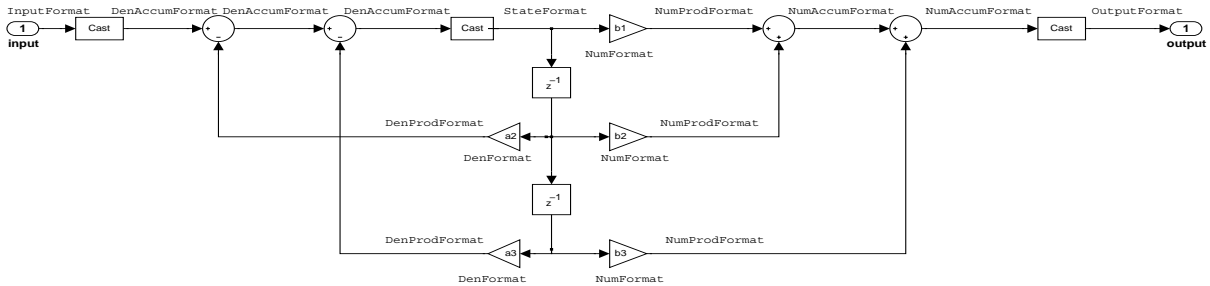 InputFormat DenAccumFormat DenAccumFormat DenAccumFormat StateFormat NumProdFormat NumAccumFormat NumAccumFormat OutputFormat
1 Cast + − + − Cast b1 + + + + Cast 1
input output
NumFormat
z−1
DenProdFormat NumProdFormat
a2 b2
DenFormat NumFormat
z−1
DenProdFormat NumProdFormat
a3 b3
DenFormat NumFormat